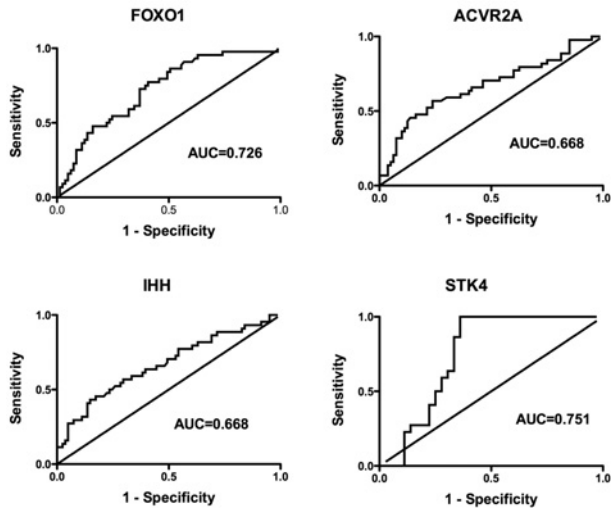 FOXO1
1.0
0.5
0.0
Sensitivity
AUC=0.726
0.0 0.5 1.0
1 - Specificity
ACVR2A
1.0
0.5
0.0
Sensitivity
AUC=0.668
0.0 0.5 1.0
1 - Specificity
IHH
1.0
0.5
0.0
Sensitivity
AUC=0.668
0.0 0.5 1.0
1 - Specificity
STK4
1.0
0.5
0.0
Sensitivity
AUC=0.751
0.0 0.5 1.0
1 - Specificity